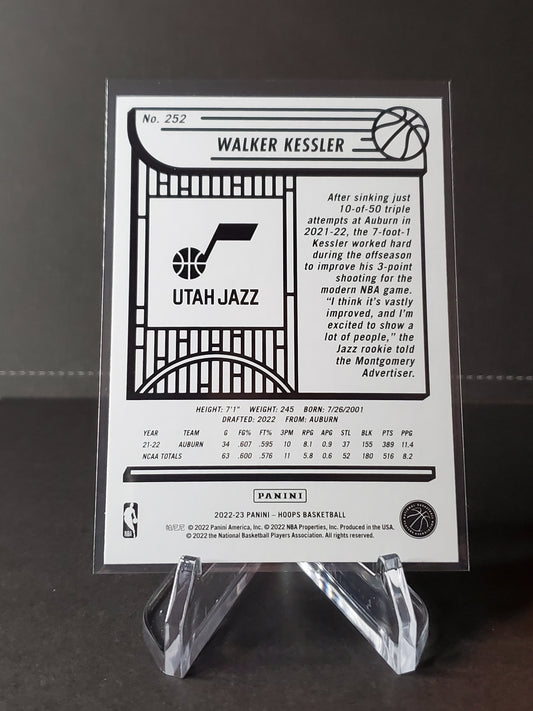 No. 252
WALKER KESSLER
UTAH JAZZ
After sinking just
10-of-50 triple
attempts at Auburn in
2021-22, the 7-foot-1
Kessler worked hard
during the offseason
to improve his 3-point
shooting for the
modern NBA game.
"I think it's vastly
improved, and I'm
excited to show a
lot of people," the
Jazz rookie told
the Montgomery
Advertiser.
HEIGHT: 7'1" WEIGHT: 245 BORN: 7/26/2001
DRAFTED: 2022 FROM: AUBURN
YEAR TEAM G FG% FT% 3PM RPG APG STL BLK PTS PPG
21-22 AUBURN 34 .607 .595 10 8.1 0.9 37 155 389 11.4
NCAA TOTALS 63 .600 .576 11 5.8 0.6 52 180 516 8.2
PANINI
2022-23 PANINI – HOOPS BASKETBALL
帕尼尼 © 2022 Panini America, Inc. © 2022 NBA Properties, Inc. Produced in the USA.
© 2022 the National Basketball Players Association. All rights reserved.
NBA